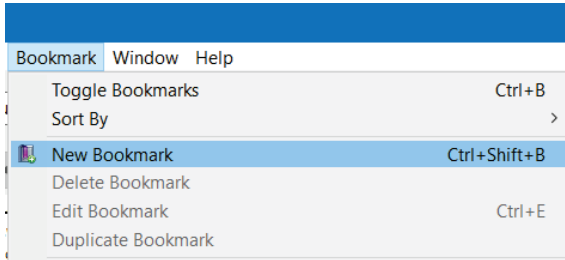 Bookmark Window Help
Toggle Bookmarks Ctrl+B
Sort By
New Bookmark Ctrl+Shift+B
Delete Bookmark
Edit Bookmark Ctrl+E
Duplicate Bookmark